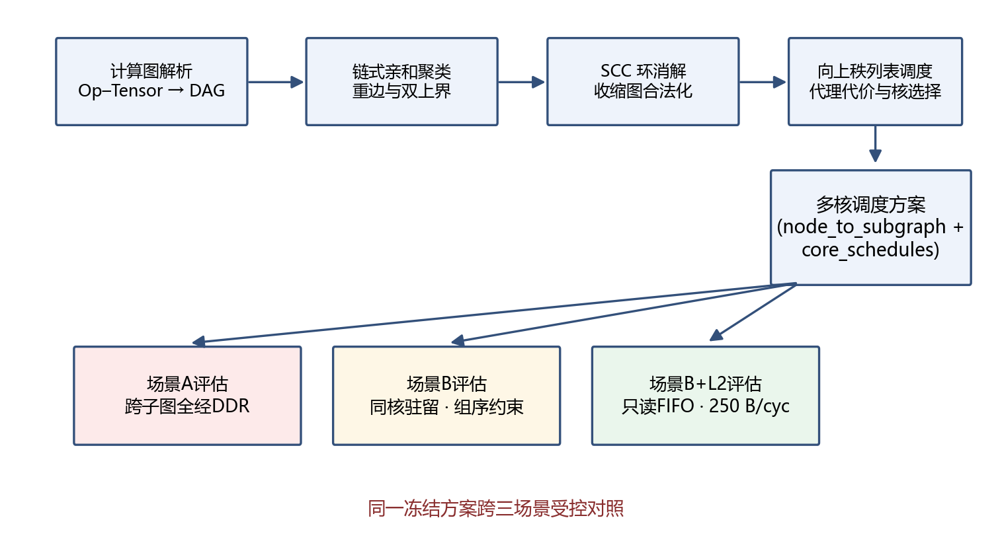 计算图解析
Op–Tensor → DAG
链式亲和聚类
重边与双上界
SCC 环消解
收缩图合法化
向上秩列表调度
代理代价与核选择
多核调度方案
(node_to_subgraph +
core_schedules)
场景A评估
跨子图全经DDR
场景B评估
同核驻留 · 组序约束
场景B+L2评估
只读FIFO · 250 B/cyc
同一冻结方案跨三场景受控对照